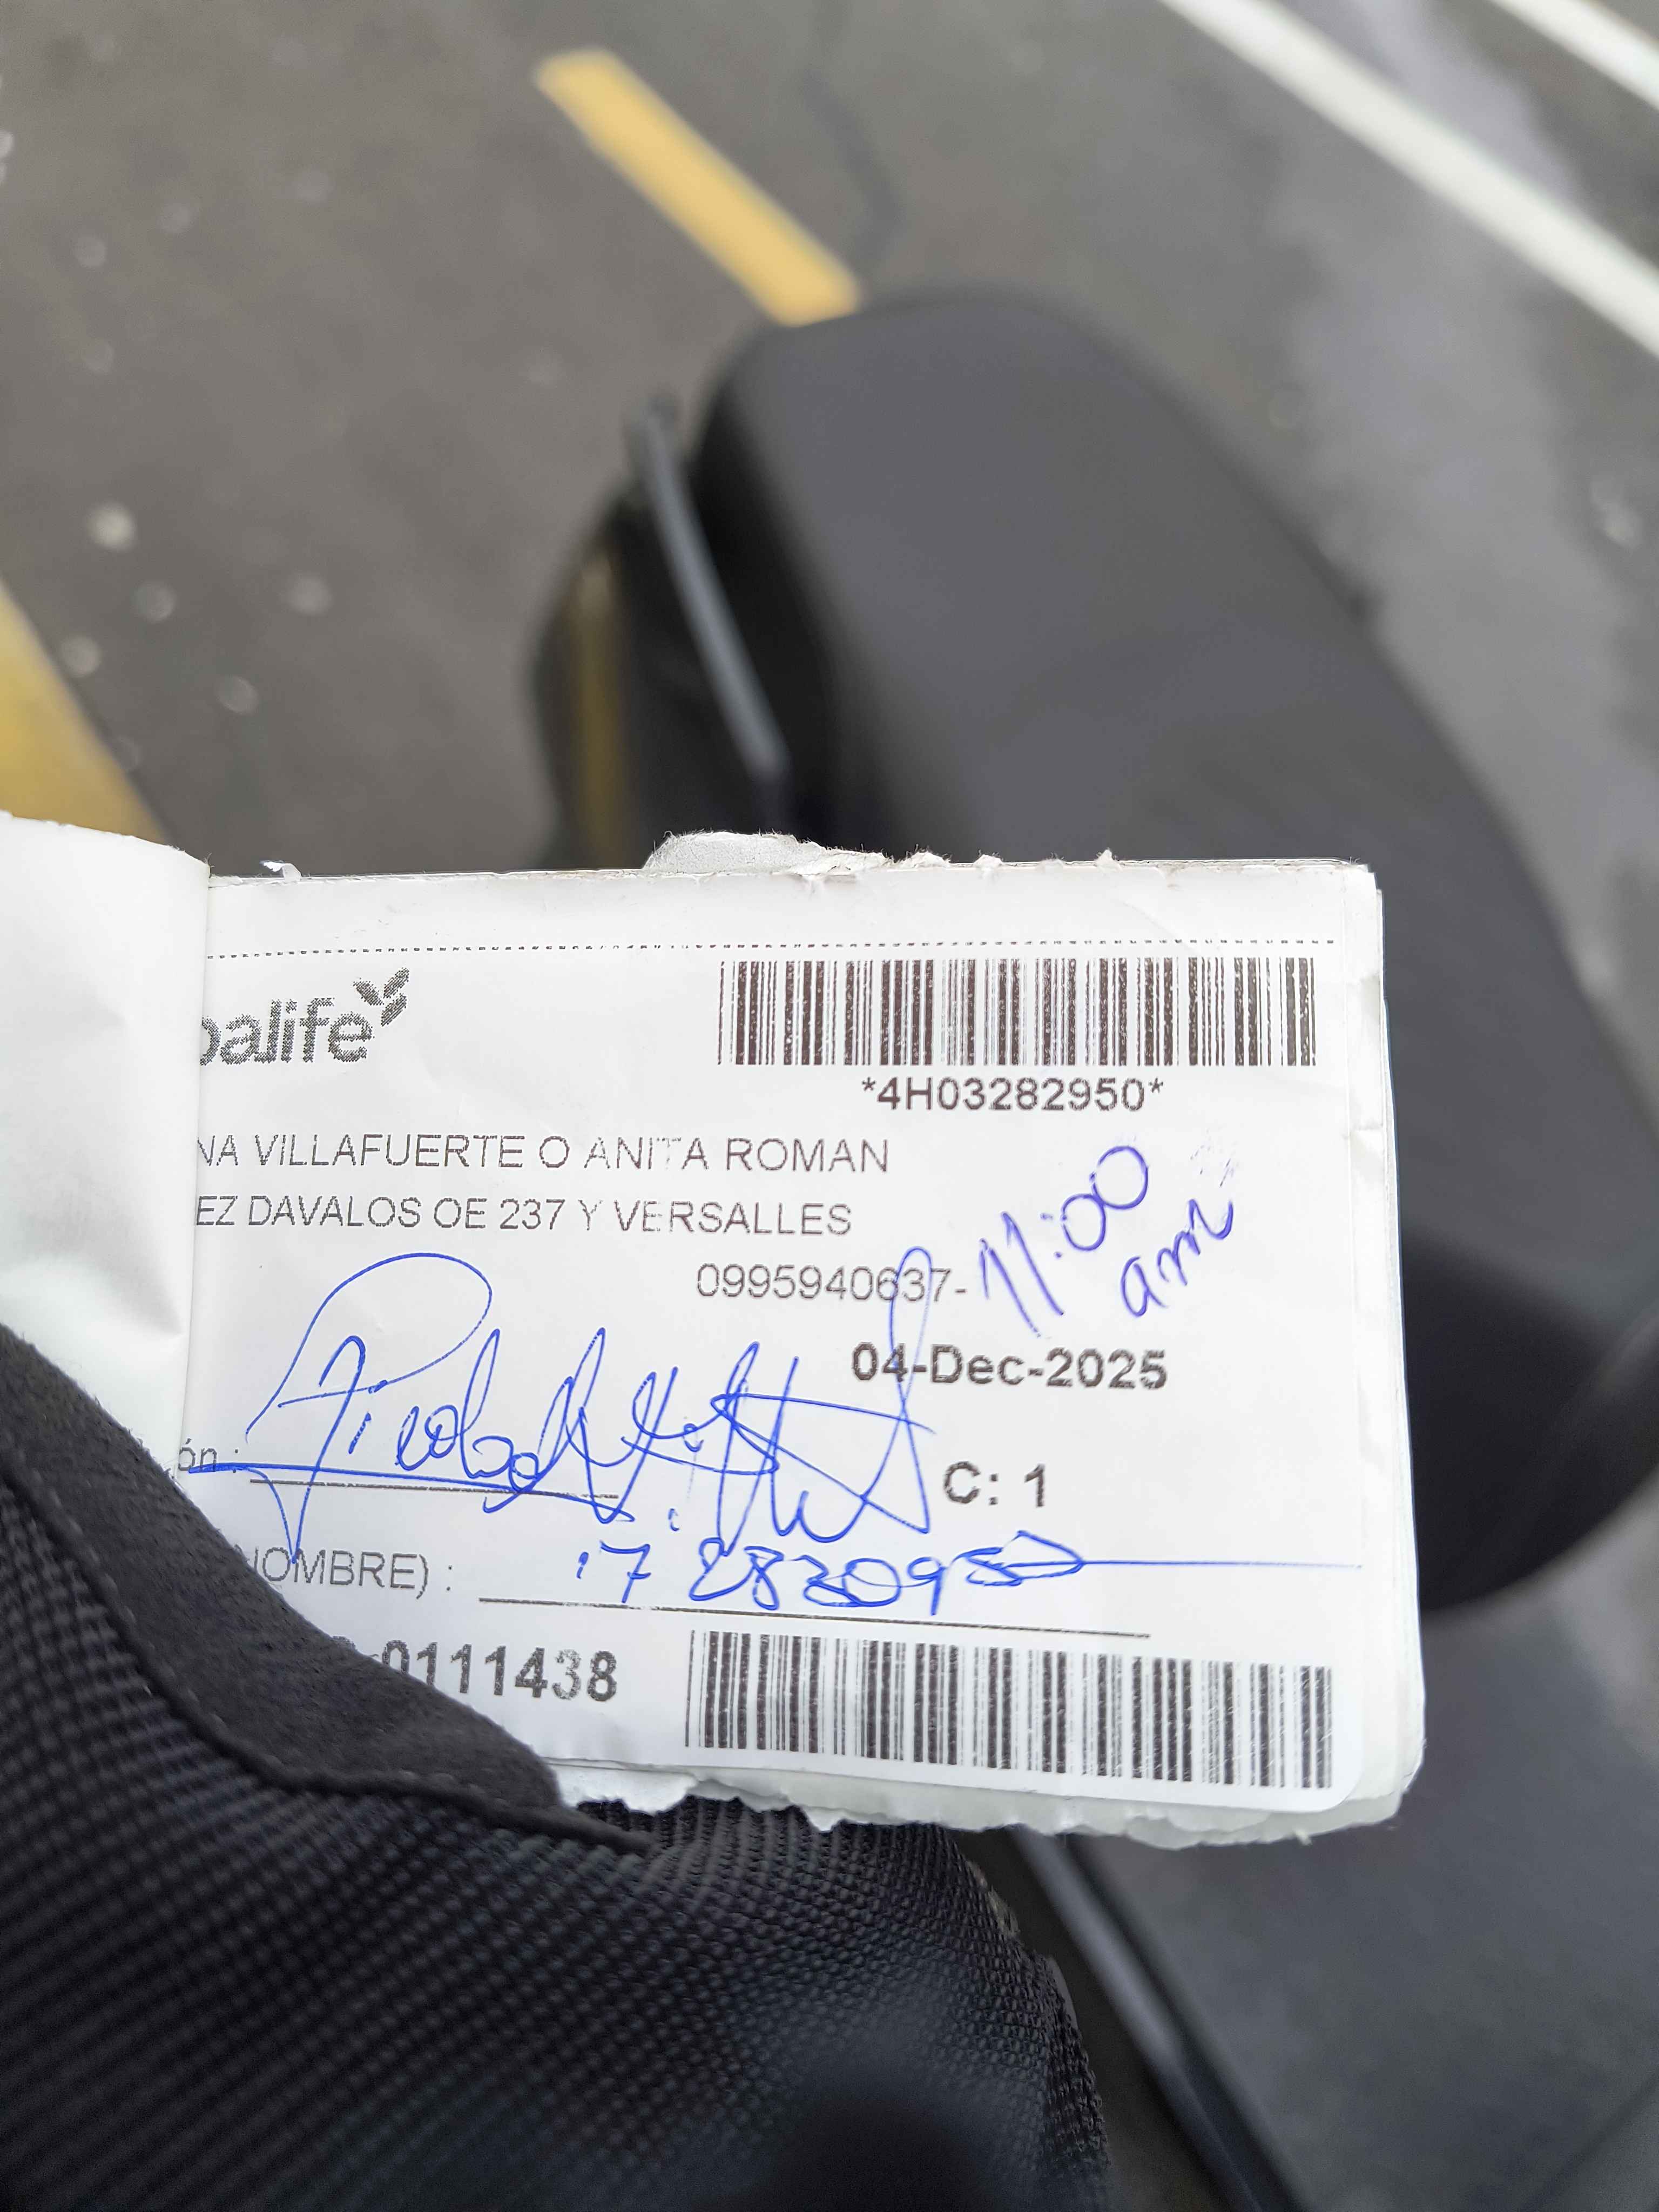 balife
*4H03282950*
NA VILLAFUERTE O ANITA ROMAN
EZ DAVALOS OE 237 Y VERSALLES
0995940637-
11:00
am
04-Dec-2025
ón :
C: 1
NOMBRE) :
0111438